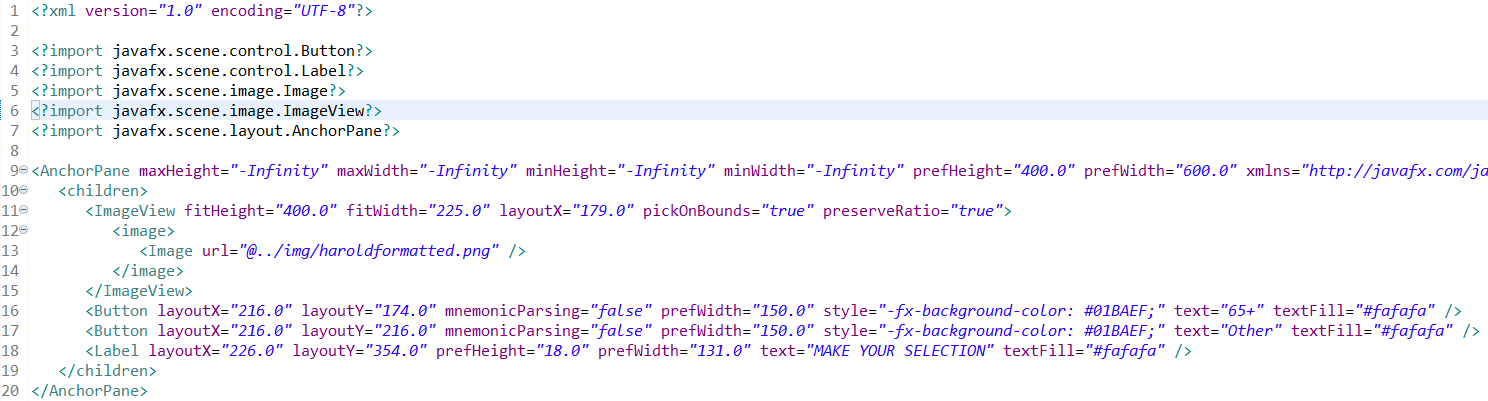 1 <?xml version="1.0" encoding="UTF-8"?>
2
3 <?import javafx.scene.control.Button?>
4 <?import javafx.scene.control.Label?>
5 <?import javafx.scene.image.Image?>
6 <?import javafx.scene.image.ImageView?>
7 <?import javafx.scene.layout.AnchorPane?>
8
9 <AnchorPane maxHeight="-Infinity" maxWidth="-Infinity" minHeight="-Infinity" minWidth="-Infinity" prefHeight="400.0" prefWidth="600.0" xmlns="http://javafx.com/ja
10    <children>
11       <ImageView fitHeight="400.0" fitWidth="225.0" layoutX="179.0" pickOnBounds="true" preserveRatio="true">
12          <image>
13             <Image url="@../img/haroldformatted.png" />
14          </image>
15       </ImageView>
16       <Button layoutX="216.0" layoutY="174.0" mnemonicParsing="false" prefWidth="150.0" style="-fx-background-color: #01BAEF;" text="65+" textFill="#fafafa" />
17       <Button layoutX="216.0" layoutY="216.0" mnemonicParsing="false" prefWidth="150.0" style="-fx-background-color: #01BAEF;" text="Other" textFill="#fafafa" />
18       <Label layoutX="226.0" layoutY="354.0" prefHeight="18.0" prefWidth="131.0" text="MAKE YOUR SELECTION" textFill="#fafafa" />
19    </children>
20 </AnchorPane>